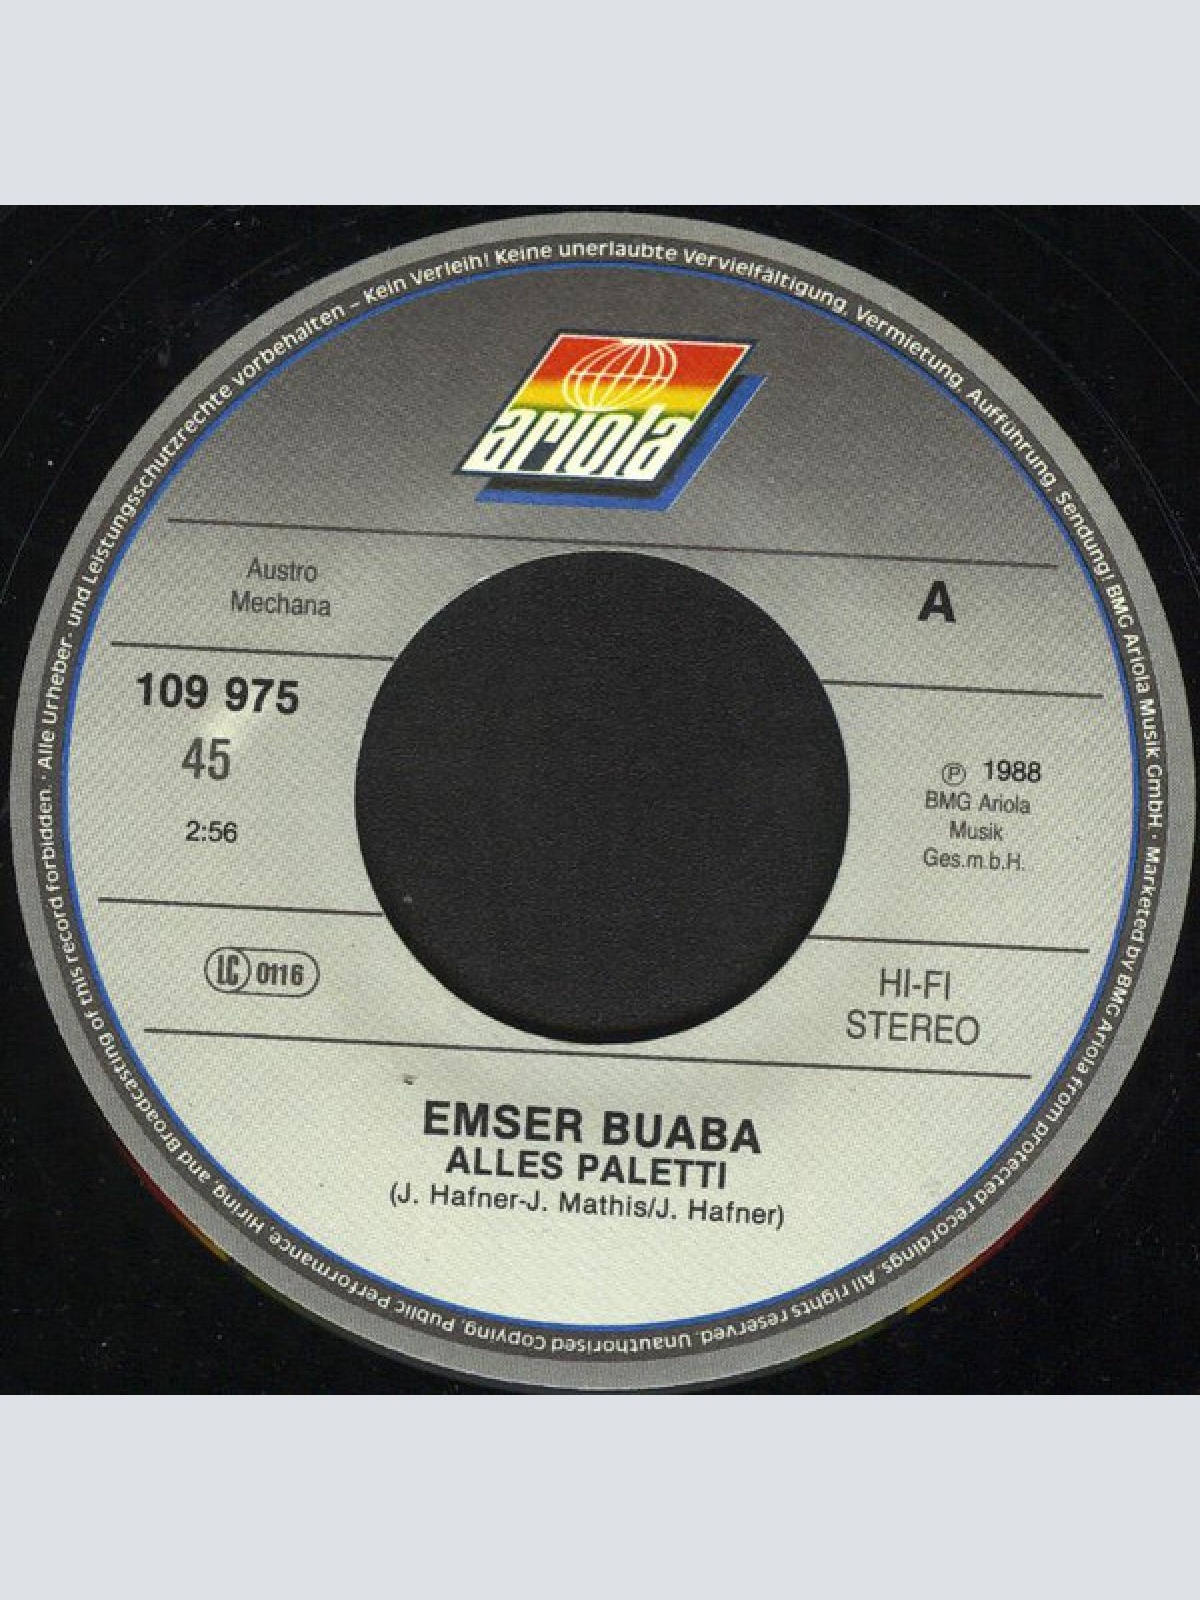 Alle Urheber- und Leistungsschutzrechte vorbehalten – Kein Verleih! Keine unerlaubte Vervielfältigung, Vermietung, Aufführung, Sendung! BMG Ariola Musik GmbH. · Marketed by BMG Ariola from protected recordings. All rights reserved. Unauthorised Copying, Public Performance, Hiring, and Broadcasting of this record forbidden. ·
ariola
Austro
Mechana
A
109 975
45
2:56
℗ 1988
BMG Ariola
Musik
Ges.m.b.H.
LC 0116
HI-FI
STEREO
EMSER BUABA
ALLES PALETTI
(J. Hafner-J. Mathis/J. Hafner)